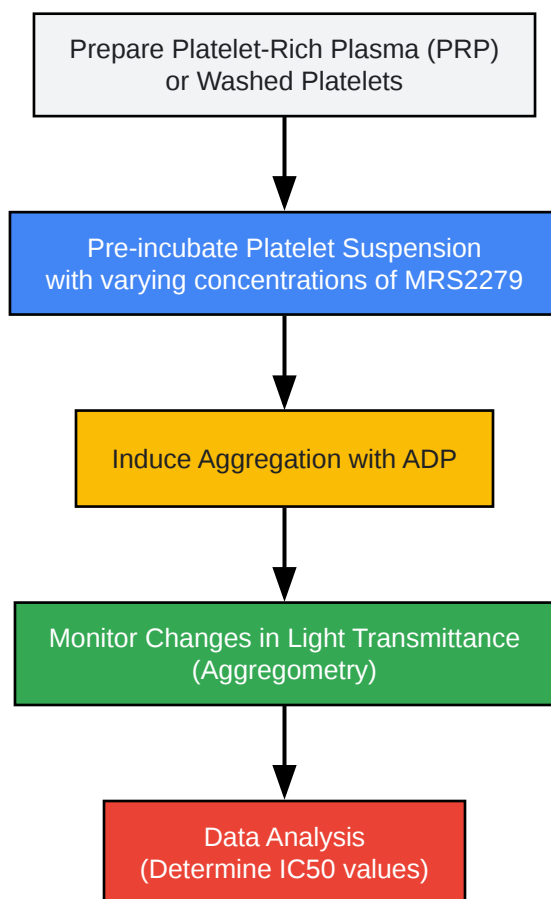 Prepare Platelet-Rich Plasma (PRP)
or Washed Platelets
Pre-incubate Platelet Suspension
with varying concentrations of MRS2279
Induce Aggregation with ADP
Monitor Changes in Light Transmittance
(Aggregometry)
Data Analysis
(Determine IC50 values)